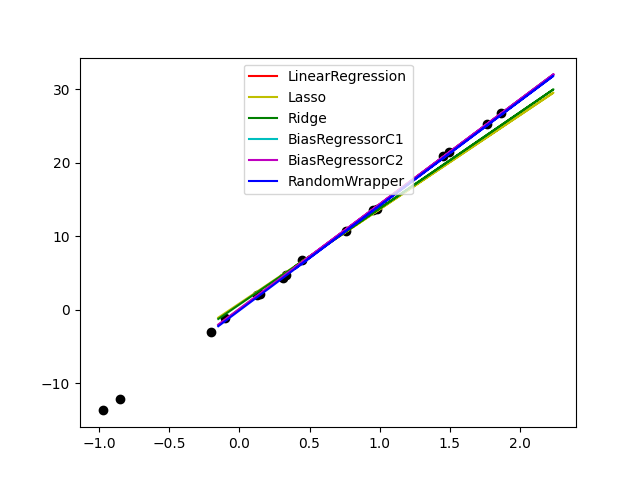 LinearRegression
Lasso
Ridge
BiasRegressorC1
BiasRegressorC2
RandomWrapper
30
20
10
0
−10
−1.0 −0.5 0.0 0.5 1.0 1.5 2.0